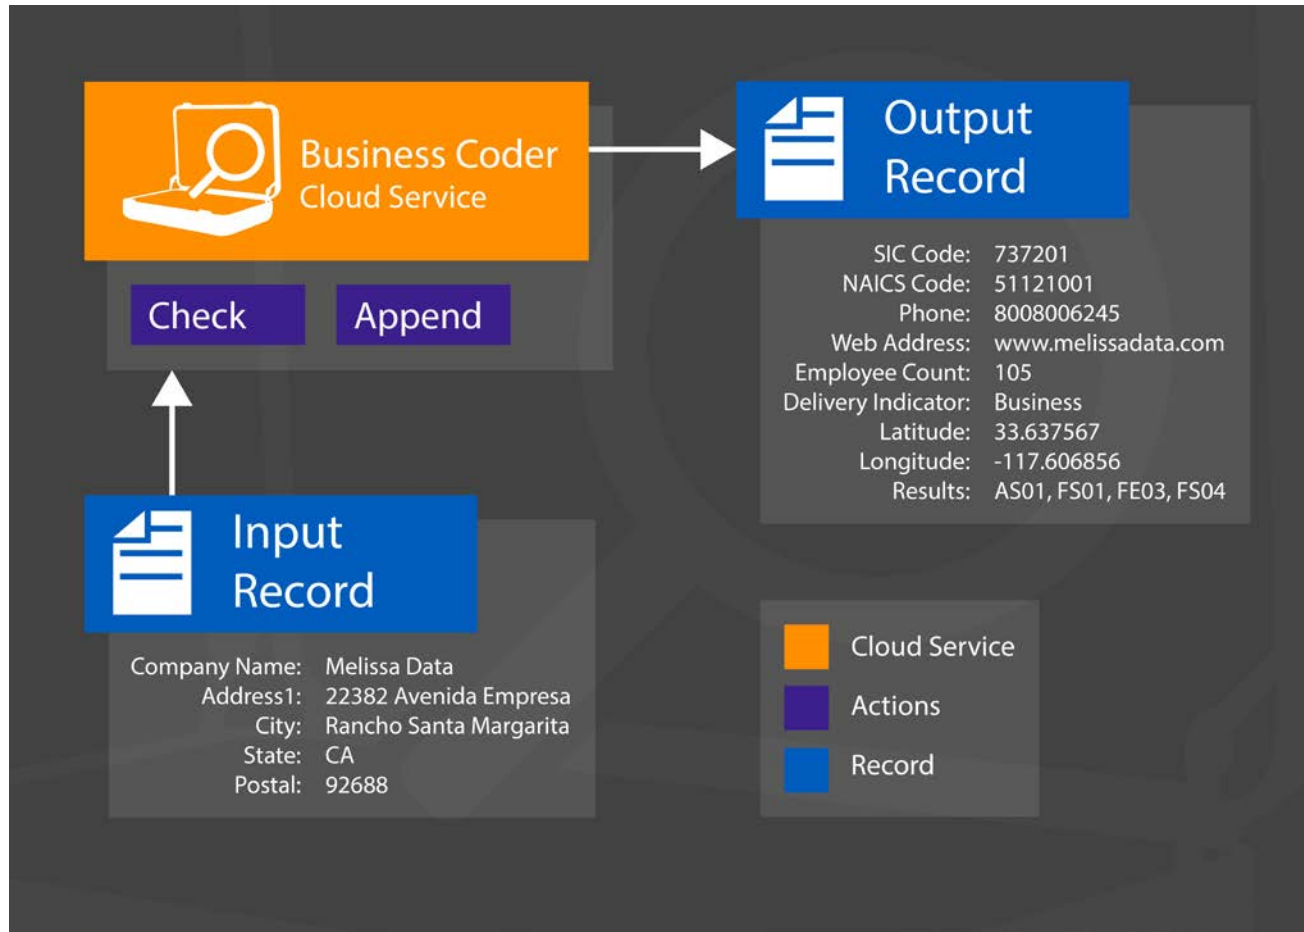 Business Coder
Cloud Service
Check
Append
Output
Record
SIC Code: 737201
NAICS Code: 51121001
Phone: 8008006245
Web Address: www.melissadata.com
Employee Count: 105
Delivery Indicator: Business
Latitude: 33.637567
Longitude: -117.606856
Results: AS01, FS01, FE03, FS04
Input
Record
Company Name: Melissa Data
Address1: 22382 Avenida Empresa
City: Rancho Santa Margarita
State: CA
Postal: 92688
Cloud Service
Actions
Record